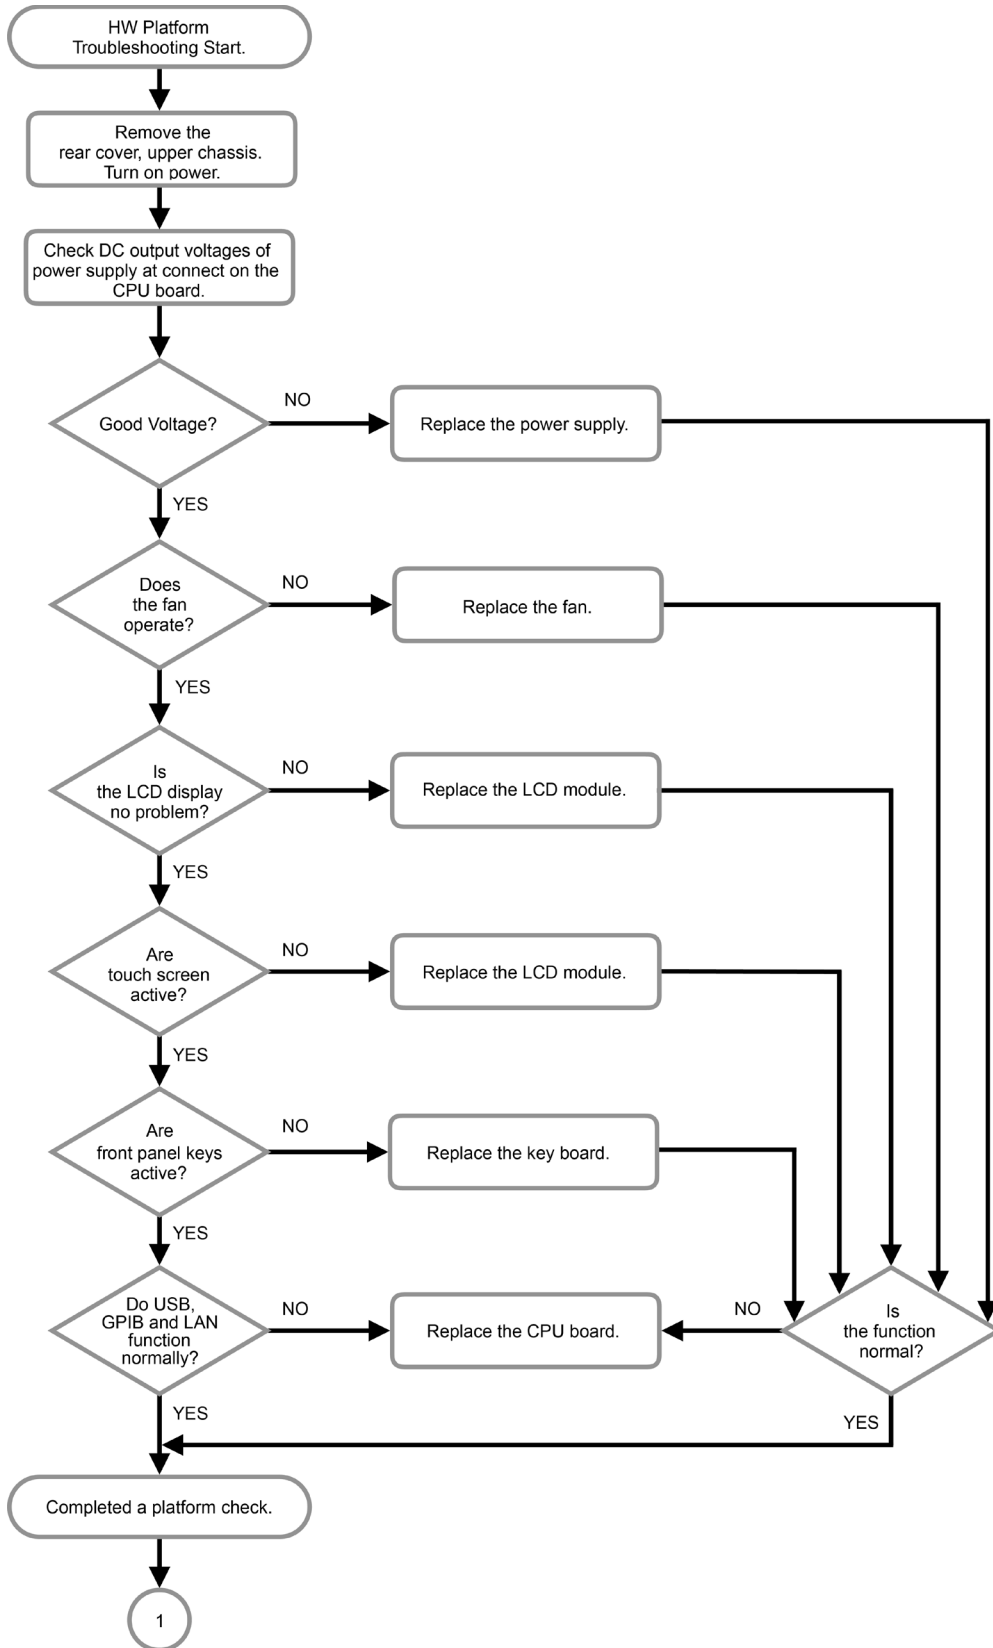 HW Platform
Troubleshooting Start.
Remove the
rear cover, upper chassis.
Turn on power.
Check DC output voltages of
power supply at connect on the
CPU board.
Good Voltage?
NO
Replace the power supply.
YES
Does
the fan
operate?
NO
Replace the fan.
YES
Is
the LCD display
no problem?
NO
Replace the LCD module.
YES
Are
touch screen
active?
NO
Replace the LCD module.
YES
Are
front panel keys
active?
NO
Replace the key board.
YES
Do USB,
GPIB and LAN
function
normally?
NO
Replace the CPU board.
NO
Is
the function
normal?
YES
YES
Completed a platform check.
1